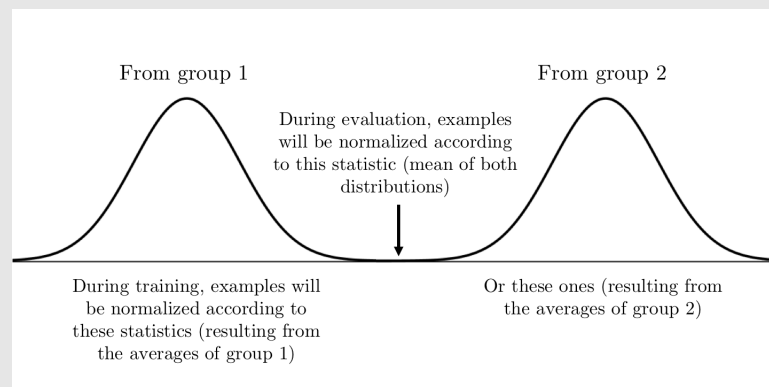 From group 1
From group 2
During evaluation, examples
will be normalized according
to this statistic (mean of both
distributions)
During training, examples will
be normalized according to
these statistics (resulting from
the averages of group 1)
Or these ones (resulting from
the averages of group 2)